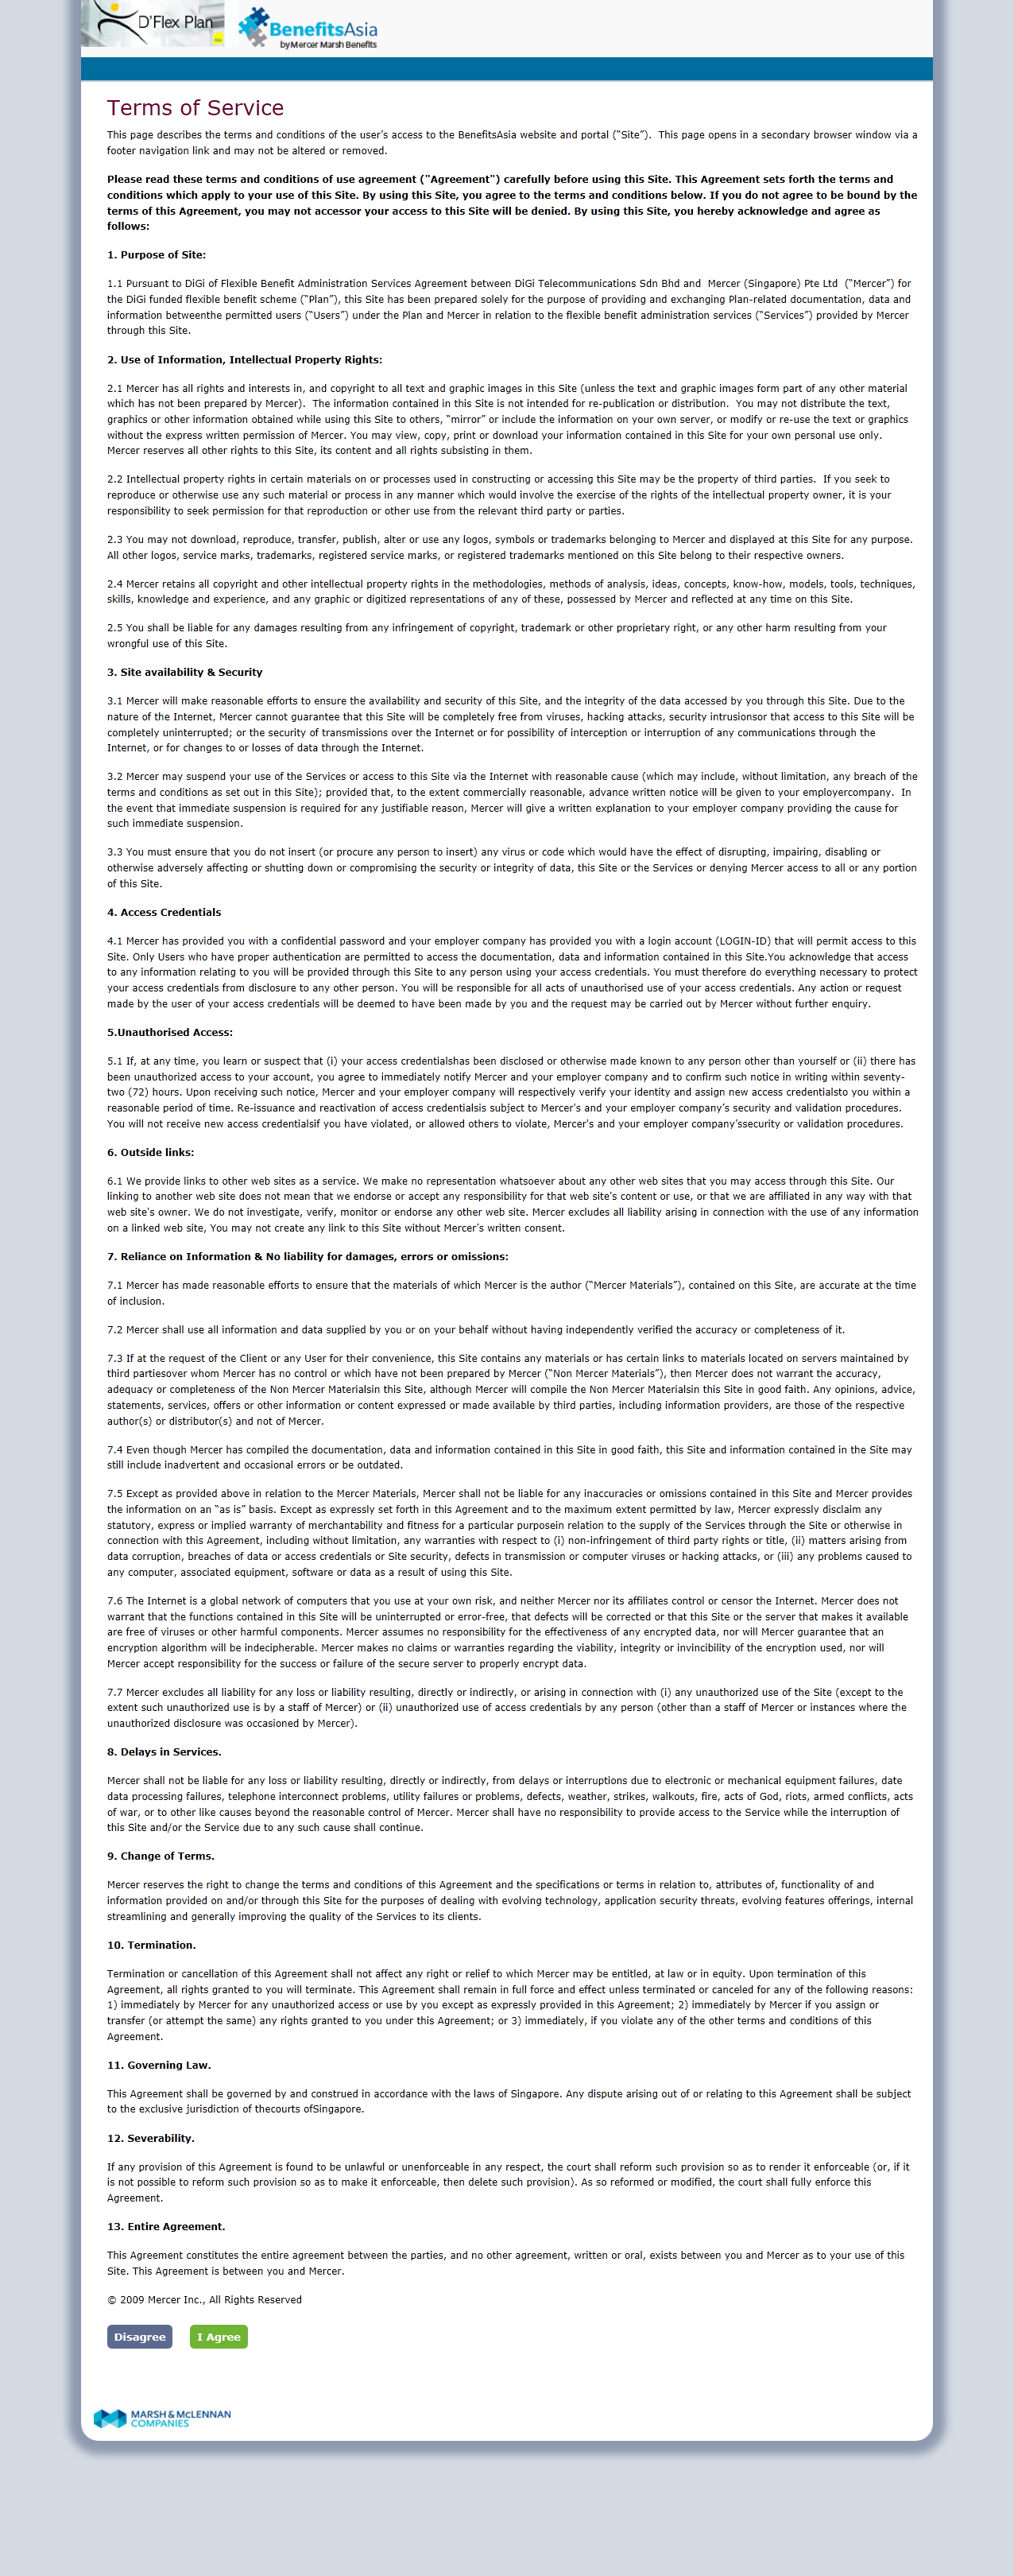 D'Flex Plan
BenefitsAsia
by Mercer Marsh Benefits
Terms of Service
This page describes the terms and conditions of the user’s access to the BenefitsAsia website and portal (“Site”).  This page opens in a secondary browser window via a
footer navigation link and may not be altered or removed.
Please read these terms and conditions of use agreement ("Agreement") carefully before using this Site. This Agreement sets forth the terms and
conditions which apply to your use of this Site. By using this Site, you agree to the terms and conditions below. If you do not agree to be bound by the
terms of this Agreement, you may not accessor your access to this Site will be denied. By using this Site, you hereby acknowledge and agree as
follows:
1. Purpose of Site:
1.1 Pursuant to DiGi of Flexible Benefit Administration Services Agreement between DiGi Telecommunications Sdn Bhd and  Mercer (Singapore) Pte Ltd  (“Mercer”) for
the DiGi funded flexible benefit scheme (“Plan”), this Site has been prepared solely for the purpose of providing and exchanging Plan-related documentation, data and
information betweenthe permitted users (“Users”) under the Plan and Mercer in relation to the flexible benefit administration services (“Services”) provided by Mercer
through this Site.
2. Use of Information, Intellectual Property Rights:
2.1 Mercer has all rights and interests in, and copyright to all text and graphic images in this Site (unless the text and graphic images form part of any other material
which has not been prepared by Mercer).  The information contained in this Site is not intended for re-publication or distribution.  You may not distribute the text,
graphics or other information obtained while using this Site to others, “mirror” or include the information on your own server, or modify or re-use the text or graphics
without the express written permission of Mercer. You may view, copy, print or download your information contained in this Site for your own personal use only.
Mercer reserves all other rights to this Site, its content and all rights subsisting in them.
2.2 Intellectual property rights in certain materials on or processes used in constructing or accessing this Site may be the property of third parties.  If you seek to
reproduce or otherwise use any such material or process in any manner which would involve the exercise of the rights of the intellectual property owner, it is your
responsibility to seek permission for that reproduction or other use from the relevant third party or parties.
2.3 You may not download, reproduce, transfer, publish, alter or use any logos, symbols or trademarks belonging to Mercer and displayed at this Site for any purpose.
All other logos, service marks, trademarks, registered service marks, or registered trademarks mentioned on this Site belong to their respective owners.
2.4 Mercer retains all copyright and other intellectual property rights in the methodologies, methods of analysis, ideas, concepts, know-how, models, tools, techniques,
skills, knowledge and experience, and any graphic or digitized representations of any of these, possessed by Mercer and reflected at any time on this Site.
2.5 You shall be liable for any damages resulting from any infringement of copyright, trademark or other proprietary right, or any other harm resulting from your
wrongful use of this Site.
3. Site availability & Security
3.1 Mercer will make reasonable efforts to ensure the availability and security of this Site, and the integrity of the data accessed by you through this Site. Due to the
nature of the Internet, Mercer cannot guarantee that this Site will be completely free from viruses, hacking attacks, security intrusionsor that access to this Site will be
completely uninterrupted; or the security of transmissions over the Internet or for possibility of interception or interruption of any communications through the
Internet, or for changes to or losses of data through the Internet.
3.2 Mercer may suspend your use of the Services or access to this Site via the Internet with reasonable cause (which may include, without limitation, any breach of the
terms and conditions as set out in this Site); provided that, to the extent commercially reasonable, advance written notice will be given to your employercompany.  In
the event that immediate suspension is required for any justifiable reason, Mercer will give a written explanation to your employer company providing the cause for
such immediate suspension.
3.3 You must ensure that you do not insert (or procure any person to insert) any virus or code which would have the effect of disrupting, impairing, disabling or
otherwise adversely affecting or shutting down or compromising the security or integrity of data, this Site or the Services or denying Mercer access to all or any portion
of this Site.
4. Access Credentials
4.1 Mercer has provided you with a confidential password and your employer company has provided you with a login account (LOGIN-ID) that will permit access to this
Site. Only Users who have proper authentication are permitted to access the documentation, data and information contained in this Site.You acknowledge that access
to any information relating to you will be provided through this Site to any person using your access credentials. You must therefore do everything necessary to protect
your access credentials from disclosure to any other person. You will be responsible for all acts of unauthorised use of your access credentials. Any action or request
made by the user of your access credentials will be deemed to have been made by you and the request may be carried out by Mercer without further enquiry.
5.Unauthorised Access:
5.1 If, at any time, you learn or suspect that (i) your access credentialshas been disclosed or otherwise made known to any person other than yourself or (ii) there has
been unauthorized access to your account, you agree to immediately notify Mercer and your employer company and to confirm such notice in writing within seventy-
two (72) hours. Upon receiving such notice, Mercer and your employer company will respectively verify your identity and assign new access credentialsto you within a
reasonable period of time. Re-issuance and reactivation of access credentialsis subject to Mercer's and your employer company’s security and validation procedures.
You will not receive new access credentialsif you have violated, or allowed others to violate, Mercer's and your employer company’ssecurity or validation procedures.
6. Outside links:
6.1 We provide links to other web sites as a service. We make no representation whatsoever about any other web sites that you may access through this Site. Our
linking to another web site does not mean that we endorse or accept any responsibility for that web site's content or use, or that we are affiliated in any way with that
web site's owner. We do not investigate, verify, monitor or endorse any other web site. Mercer excludes all liability arising in connection with the use of any information
on a linked web site, You may not create any link to this Site without Mercer’s written consent.
7. Reliance on Information & No liability for damages, errors or omissions:
7.1 Mercer has made reasonable efforts to ensure that the materials of which Mercer is the author (“Mercer Materials”), contained on this Site, are accurate at the time
of inclusion.
7.2 Mercer shall use all information and data supplied by you or on your behalf without having independently verified the accuracy or completeness of it.
7.3 If at the request of the Client or any User for their convenience, this Site contains any materials or has certain links to materials located on servers maintained by
third partiesover whom Mercer has no control or which have not been prepared by Mercer (“Non Mercer Materials”), then Mercer does not warrant the accuracy,
adequacy or completeness of the Non Mercer Materialsin this Site, although Mercer will compile the Non Mercer Materialsin this Site in good faith. Any opinions, advice,
statements, services, offers or other information or content expressed or made available by third parties, including information providers, are those of the respective
author(s) or distributor(s) and not of Mercer.
7.4 Even though Mercer has compiled the documentation, data and information contained in this Site in good faith, this Site and information contained in the Site may
still include inadvertent and occasional errors or be outdated.
7.5 Except as provided above in relation to the Mercer Materials, Mercer shall not be liable for any inaccuracies or omissions contained in this Site and Mercer provides
the information on an “as is” basis. Except as expressly set forth in this Agreement and to the maximum extent permitted by law, Mercer expressly disclaim any
statutory, express or implied warranty of merchantability and fitness for a particular purposein relation to the supply of the Services through the Site or otherwise in
connection with this Agreement, including without limitation, any warranties with respect to (i) non-infringement of third party rights or title, (ii) matters arising from
data corruption, breaches of data or access credentials or Site security, defects in transmission or computer viruses or hacking attacks, or (iii) any problems caused to
any computer, associated equipment, software or data as a result of using this Site.
7.6 The Internet is a global network of computers that you use at your own risk, and neither Mercer nor its affiliates control or censor the Internet. Mercer does not
warrant that the functions contained in this Site will be uninterrupted or error-free, that defects will be corrected or that this Site or the server that makes it available
are free of viruses or other harmful components. Mercer assumes no responsibility for the effectiveness of any encrypted data, nor will Mercer guarantee that an
encryption algorithm will be indecipherable. Mercer makes no claims or warranties regarding the viability, integrity or invincibility of the encryption used, nor will
Mercer accept responsibility for the success or failure of the secure server to properly encrypt data.
7.7 Mercer excludes all liability for any loss or liability resulting, directly or indirectly, or arising in connection with (i) any unauthorized use of the Site (except to the
extent such unauthorized use is by a staff of Mercer) or (ii) unauthorized use of access credentials by any person (other than a staff of Mercer or instances where the
unauthorized disclosure was occasioned by Mercer).
8. Delays in Services.
Mercer shall not be liable for any loss or liability resulting, directly or indirectly, from delays or interruptions due to electronic or mechanical equipment failures, date
data processing failures, telephone interconnect problems, utility failures or problems, defects, weather, strikes, walkouts, fire, acts of God, riots, armed conflicts, acts
of war, or to other like causes beyond the reasonable control of Mercer. Mercer shall have no responsibility to provide access to the Service while the interruption of
this Site and/or the Service due to any such cause shall continue.
9. Change of Terms.
Mercer reserves the right to change the terms and conditions of this Agreement and the specifications or terms in relation to, attributes of, functionality of and
information provided on and/or through this Site for the purposes of dealing with evolving technology, application security threats, evolving features offerings, internal
streamlining and generally improving the quality of the Services to its clients.
10. Termination.
Termination or cancellation of this Agreement shall not affect any right or relief to which Mercer may be entitled, at law or in equity. Upon termination of this
Agreement, all rights granted to you will terminate. This Agreement shall remain in full force and effect unless terminated or canceled for any of the following reasons:
1) immediately by Mercer for any unauthorized access or use by you except as expressly provided in this Agreement; 2) immediately by Mercer if you assign or
transfer (or attempt the same) any rights granted to you under this Agreement; or 3) immediately, if you violate any of the other terms and conditions of this
Agreement.
11. Governing Law.
This Agreement shall be governed by and construed in accordance with the laws of Singapore. Any dispute arising out of or relating to this Agreement shall be subject
to the exclusive jurisdiction of thecourts ofSingapore.
12. Severability.
If any provision of this Agreement is found to be unlawful or unenforceable in any respect, the court shall reform such provision so as to render it enforceable (or, if it
is not possible to reform such provision so as to make it enforceable, then delete such provision). As so reformed or modified, the court shall fully enforce this
Agreement.
13. Entire Agreement.
This Agreement constitutes the entire agreement between the parties, and no other agreement, written or oral, exists between you and Mercer as to your use of this
Site. This Agreement is between you and Mercer.
© 2009 Mercer Inc., All Rights Reserved
Disagree I Agree
MARSH & McLENNAN
COMPANIES